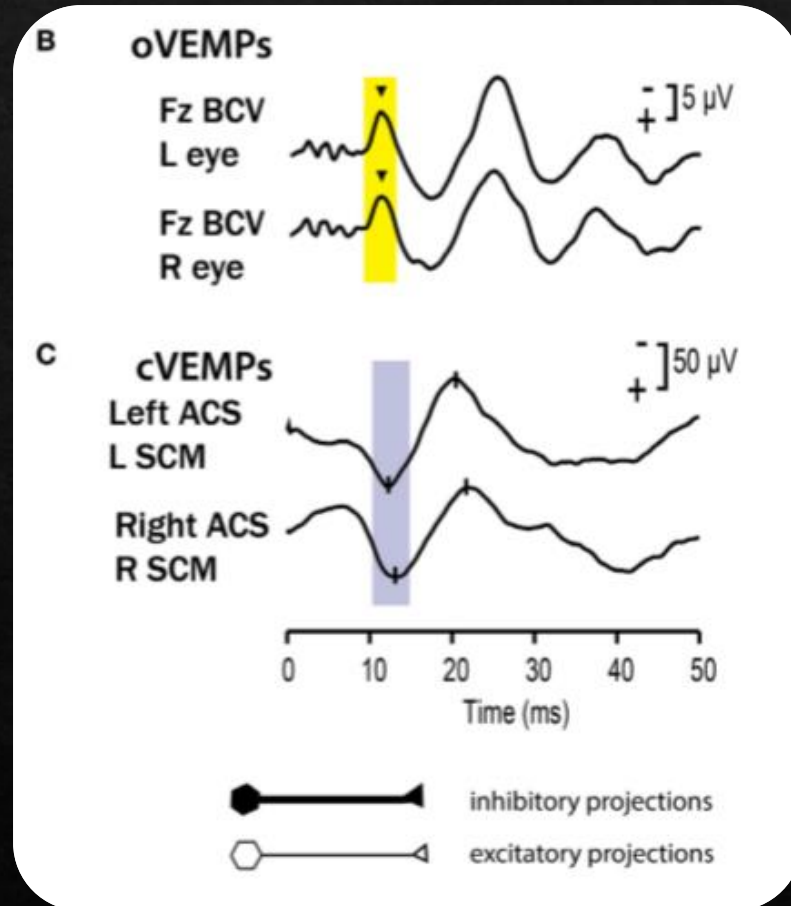 B oVEMPs
Fz BCV
L eye
- 
+ 5 µV
Fz BCV
R eye
C cVEMPs
-
+ 50 µV
Left ACS
L SCM
Right ACS
R SCM
0 10 20 30 40 50
Time (ms)
inhibitory projections
excitatory projections